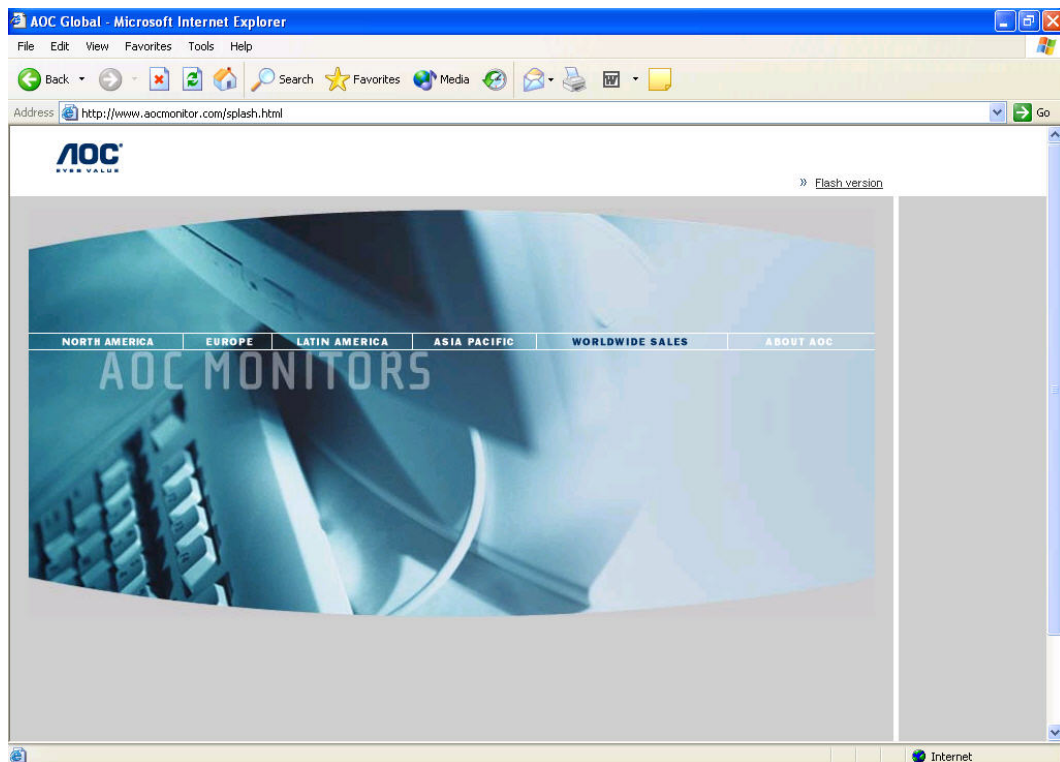 AOC Global - Microsoft Internet Explorer
File Edit View Favorites Tools Help
Back Search Favorites Media
Address http://www.aocmonitor.com/splash.html Go
AOC
EVER VALUE
» Flash version
NORTH AMERICA EUROPE LATIN AMERICA ASIA PACIFIC WORLDWIDE SALES ABOUT AOC
AOC MONITORS
Internet